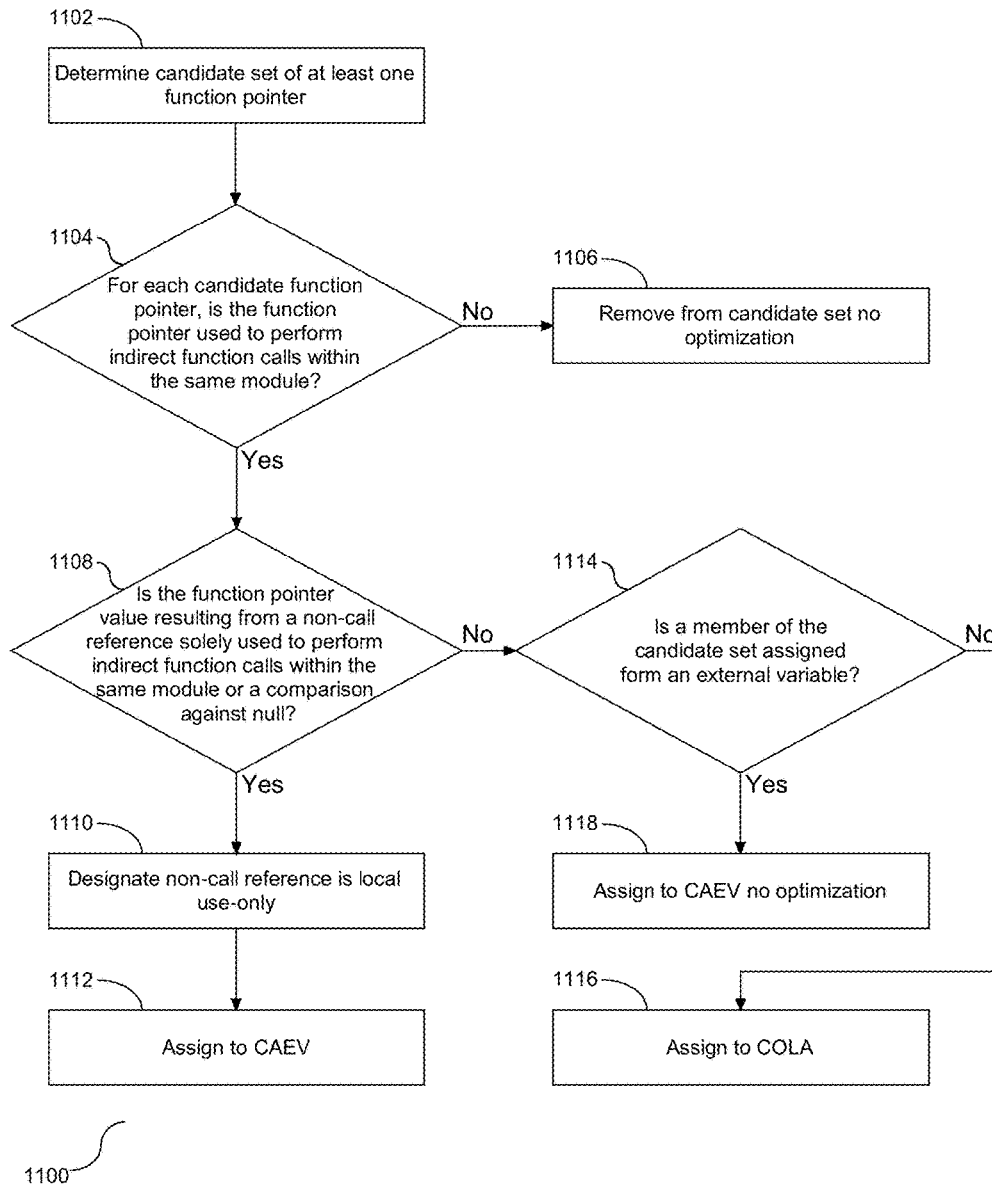 1102
Determine candidate set of at least one
function pointer
1104
For each candidate function
pointer, is the function
pointer used to perform
indirect function calls within
the same module?
No
1106
Remove from candidate set no
optimization
Yes
1108
Is the function pointer
value resulting from a non-call
reference solely used to perform
indirect function calls within the
same module or a comparison
against null?
No
1114
Is a member of the
candidate set assigned
form an external variable?
No
Yes
Yes
1110
Designate non-call reference is local
use-only
1118
Assign to CAEV no optimization
1112
Assign to CAEV
1116
Assign to COLA
1100